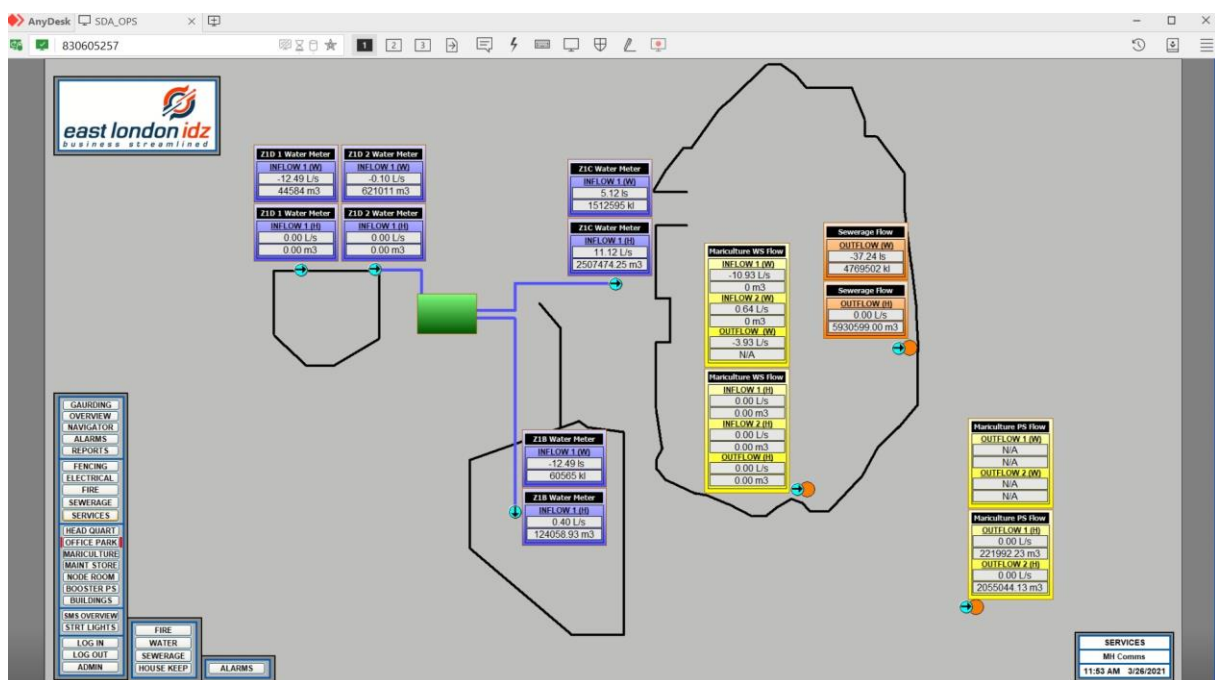 AnyDesk SDA_OPS
830605257
1 2 3
east london idz
business streamlined
Z1D 1 Water Meter
INFLOW 1 (W)
-12.49 L/s
44584 m3
Z1D 2 Water Meter
INFLOW 1 (W)
-0.10 L/s
621011 m3
Z1D 1 Water Meter
INFLOW 1 (H)
0.00 L/s
0.00 m3
Z1D 2 Water Meter
INFLOW 1 (H)
0.00 L/s
0.00 m3
Z1C Water Meter
INFLOW 1 (W)
5.12 ls
1512595 kl
Z1C Water Meter
INFLOW 1 (H)
11.12 L/s
2507474.25 m3
Mariculture WS Flow
INFLOW 1 (W)
-10.93 L/s
0 m3
INFLOW 2 (W)
0.64 L/s
0 m3
OUTFLOW (W)
-3.93 L/s
N/A
Mariculture WS Flow
INFLOW 1 (H)
0.00 L/s
0.00 m3
INFLOW 2 (H)
0.00 L/s
0.00 m3
OUTFLOW (H)
0.00 L/s
0.00 m3
Sewerage Flow
OUTFLOW (W)
-37.24 ls
4769502 kl
Sewerage Flow
OUTFLOW (H)
0.00 L/s
5930599.00 m3
Z1B Water Meter
INFLOW 1 (W)
-12.49 ls
60565 kl
Z1B Water Meter
INFLOW 1 (H)
0.40 L/s
124058.93 m3
Mariculture PS Flow
OUTFLOW 1 (W)
N/A
N/A
OUTFLOW 2 (W)
N/A
N/A
Mariculture PS Flow
OUTFLOW 1 (H)
0.00 L/s
221992.23 m3
OUTFLOW 2 (H)
0.00 L/s
2055044.13 m3
GAURDING
OVERVIEW
NAVIGATOR
ALARMS
REPORTS
FENCING
ELECTRICAL
FIRE
SEWERAGE
SERVICES
HEAD QUART
OFFICE PARK
MARICULTURE
MAINT STORE
NODE ROOM
BOOSTER PS
BUILDINGS
SMS OVERVIEW
STRT LIGHTS
LOG IN
LOG OUT
ADMIN
FIRE
WATER
SEWERAGE
HOUSE KEEP
ALARMS
SERVICES
MH Comms
11:53 AM 3/26/2021